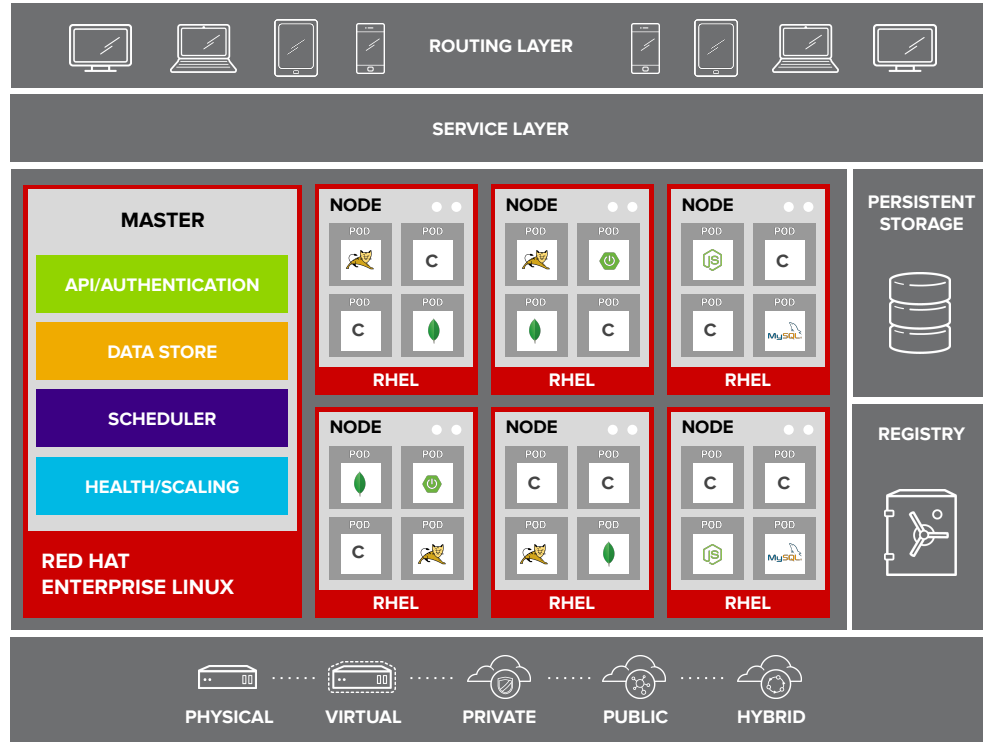 ROUTING LAYER
SERVICE LAYER
MASTER
API/AUTHENTICATION
DATA STORE
SCHEDULER
HEALTH/SCALING
RED HAT
ENTERPRISE LINUX
NODE
POD POD
C
POD POD
C
RHEL
NODE
POD POD
POD POD
C
RHEL
NODE
POD POD
JS C
POD POD
C MySQL
RHEL
NODE
POD POD
POD POD
C
RHEL
NODE
POD POD
C C
POD POD
RHEL
NODE
POD POD
C C
POD POD
JS MySQL
RHEL
PERSISTENT
STORAGE
REGISTRY
PHYSICAL VIRTUAL PRIVATE PUBLIC HYBRID